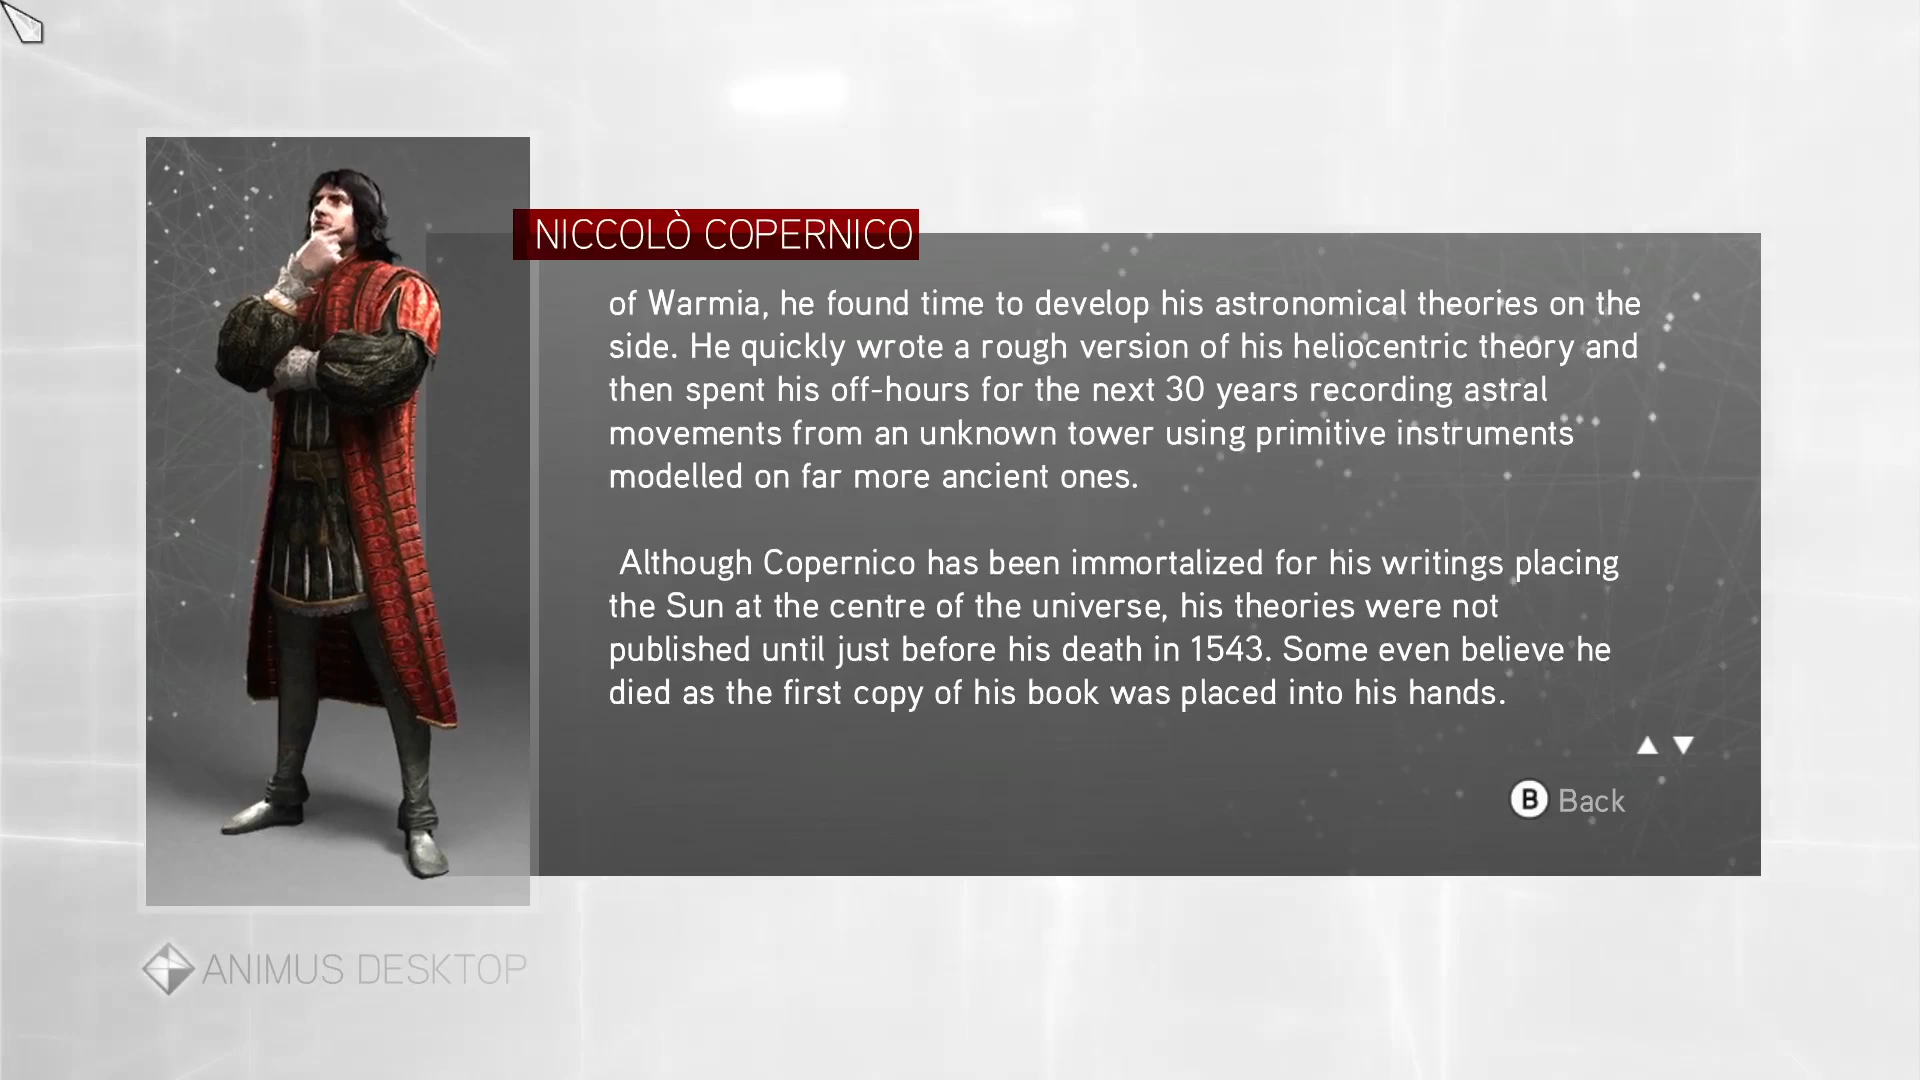 NICCOLÒ COPERNICO
of Warmia, he found time to develop his astronomical theories on the
side. He quickly wrote a rough version of his heliocentric theory and
then spent his off-hours for the next 30 years recording astral
movements from an unknown tower using primitive instruments
modelled on far more ancient ones.
Although Copernico has been immortalized for his writings placing
the Sun at the centre of the universe, his theories were not
published until just before his death in 1543. Some even believe he
died as the first copy of his book was placed into his hands.
B Back
ANIMUS DESKTOP